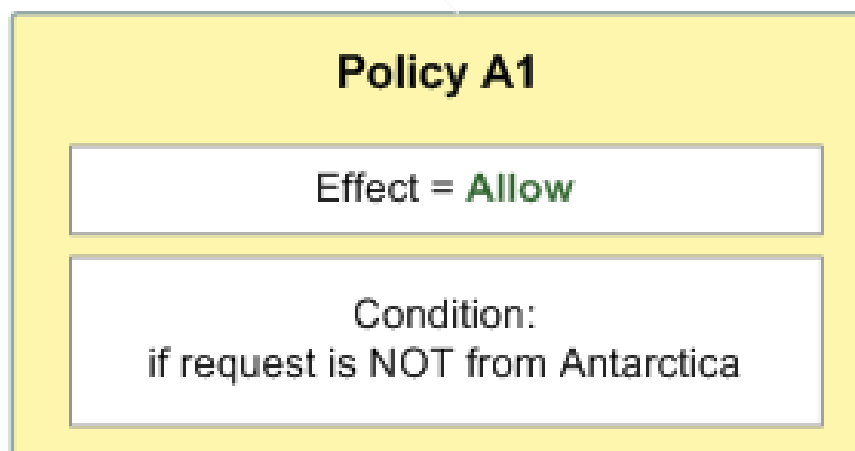 Policy A1
Effect = Allow
Condition:
if request is NOT from Antarctica